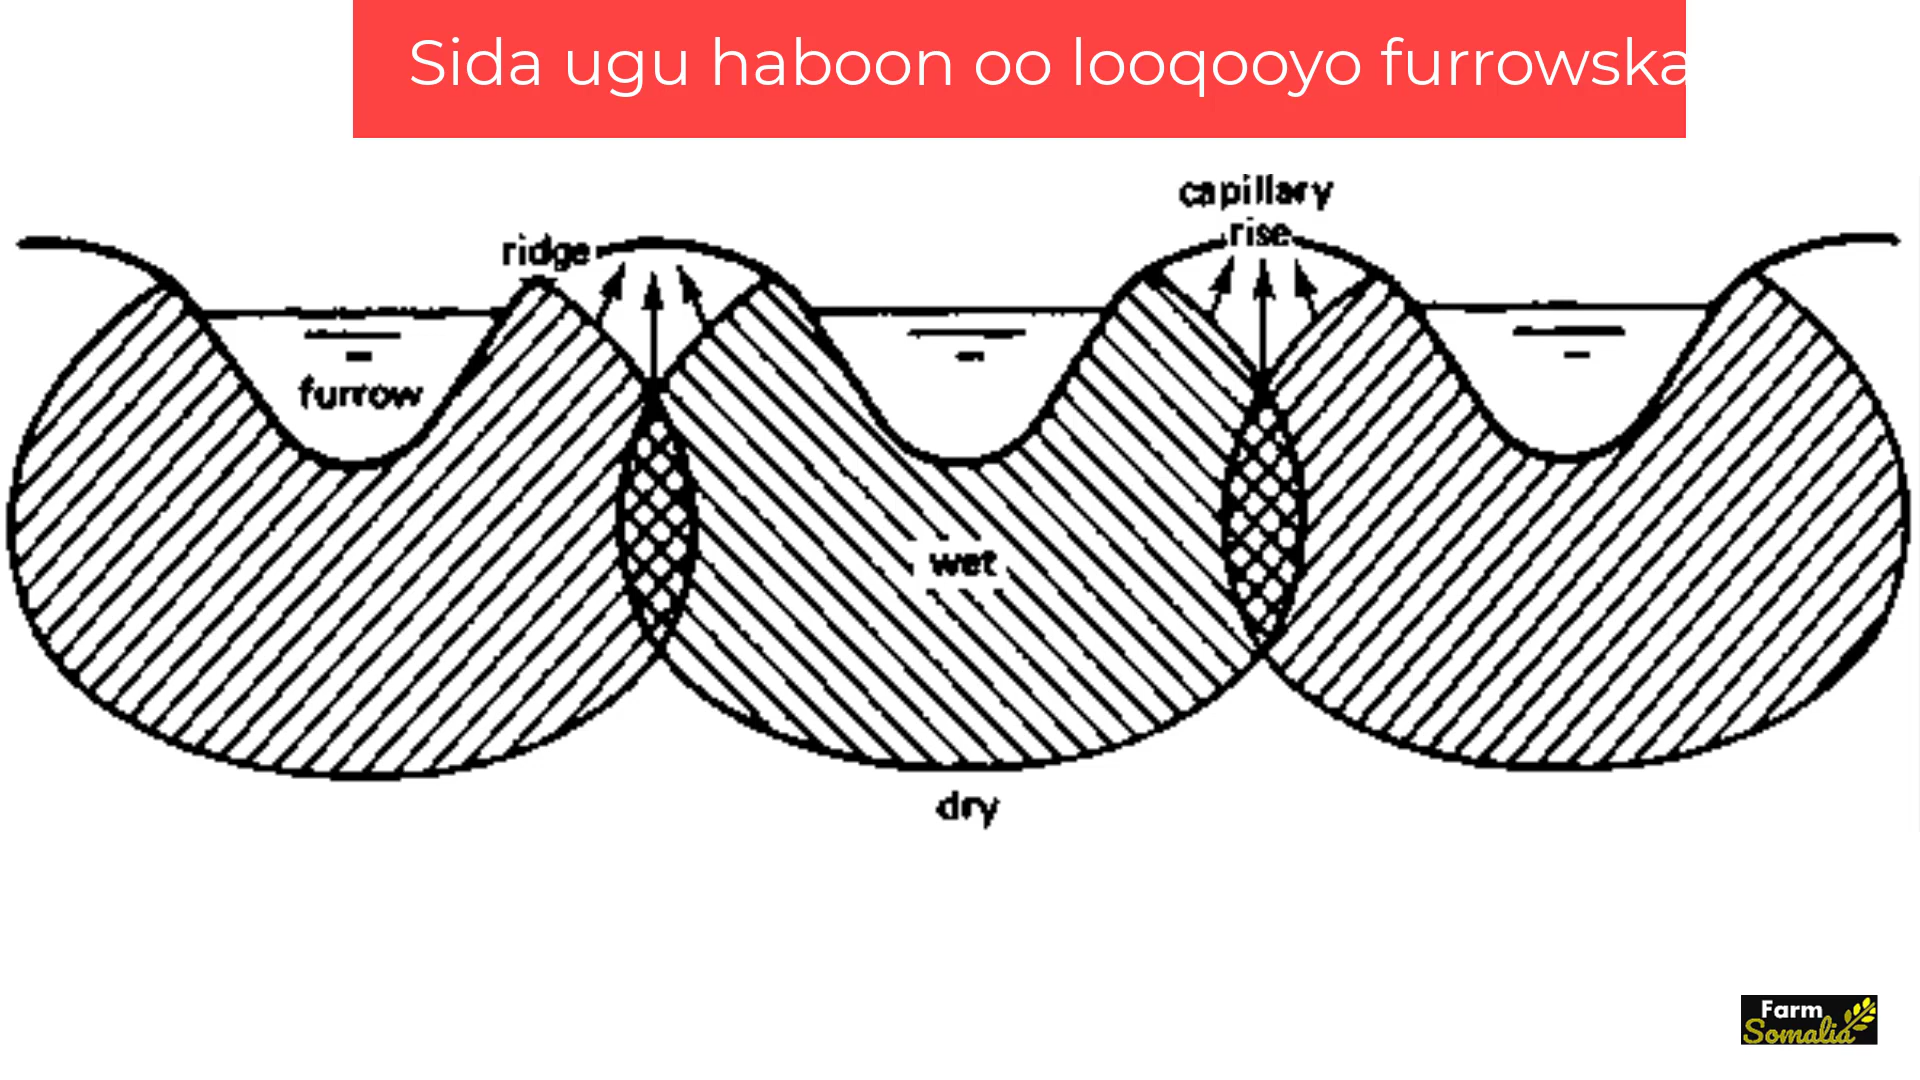 Sida ugu haboon oo looqooyo furrowska
capillary
rise
ridge
furrow
wet
dry
Farm
Somalia